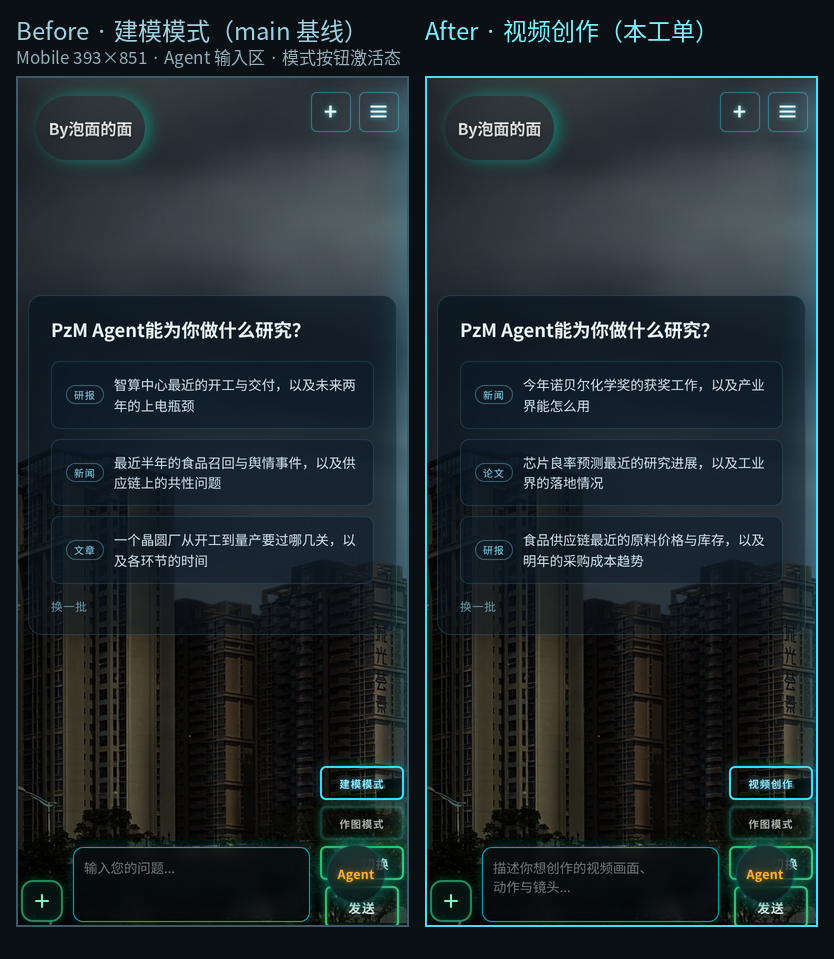 Before · 建模模式（main 基线）
Mobile 393×851 · Agent 输入区 · 模式按钮激活态
By泡面的面
+
PzM Agent能为你做什么研究？
研报
智算中心最近的开工与交付，以及未来两
年的上电瓶颈
新闻
最近半年的食品召回与舆情事件，以及供
应链上的共性问题
文章
一个晶圆厂从开工到量产要过哪几关，以
及各环节的时间
换一批
建模模式
作图模式
换
Agent
输入您的问题...
+
发送
After · 视频创作（本工单）
By泡面的面
+
PzM Agent能为你做什么研究？
新闻
今年诺贝尔化学奖的获奖工作，以及产业
界能怎么用
论文
芯片良率预测最近的研究进展，以及工业
界的落地情况
研报
食品供应链最近的原料价格与库存，以及
明年的采购成本趋势
换一批
视频创作
作图模式
换
Agent
描述你想创作的视频画面、
动作与镜头...
+
发送